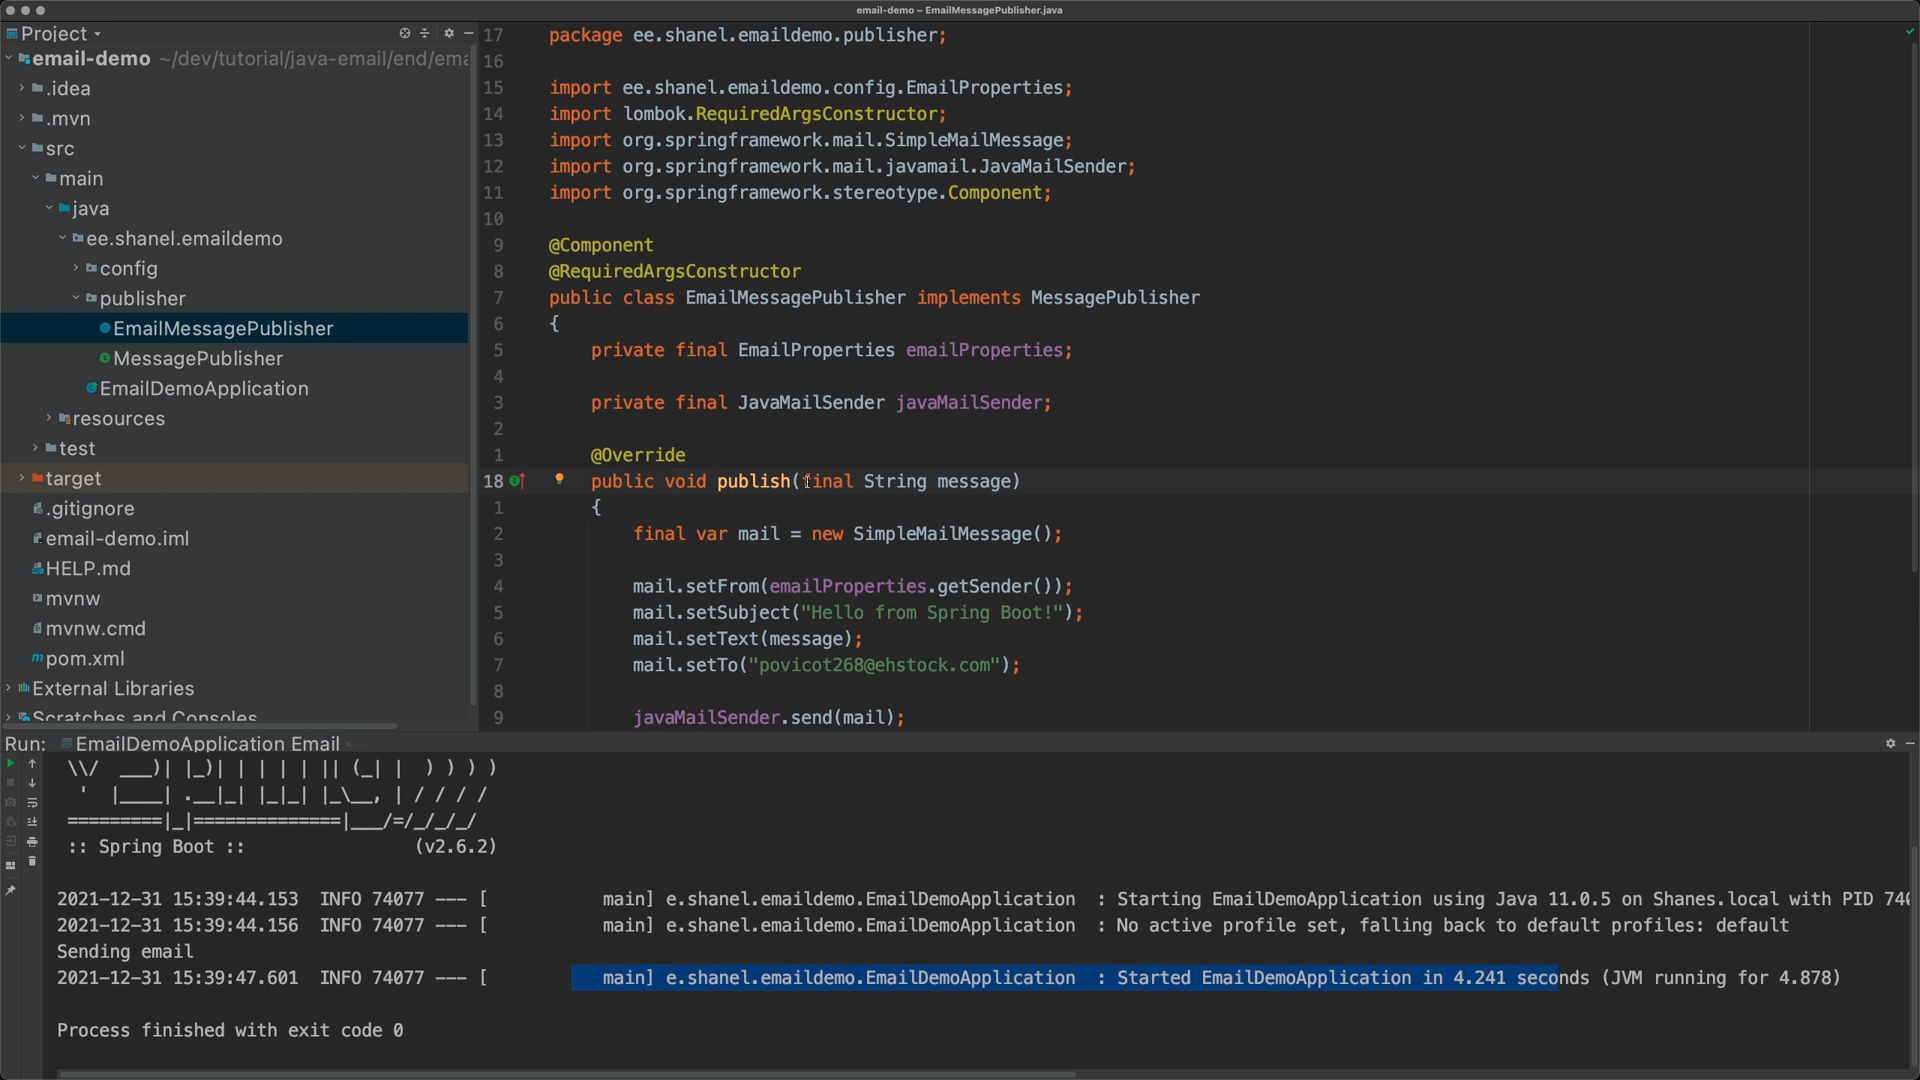 email-demo – EmailMessagePublisher.java
Project
email-demo ~/dev/tutorial/java-email/end/ema
.idea
.mvn
src
main
java
ee.shanel.emaildemo
config
publisher
EmailMessagePublisher
MessagePublisher
EmailDemoApplication
resources
test
target
.gitignore
email-demo.iml
HELP.md
mvnw
mvnw.cmd
pom.xml
External Libraries
Scratches and Consoles
17 package ee.shanel.emaildemo.publisher;
16
15 import ee.shanel.emaildemo.config.EmailProperties;
14 import lombok.RequiredArgsConstructor;
13 import org.springframework.mail.SimpleMailMessage;
12 import org.springframework.mail.javamail.JavaMailSender;
11 import org.springframework.stereotype.Component;
10
9 @Component
8 @RequiredArgsConstructor
7 public class EmailMessagePublisher implements MessagePublisher
6 {
5 private final EmailProperties emailProperties;
4
3 private final JavaMailSender javaMailSender;
2
1 @Override
18 public void publish(final String message)
1 {
2 final var mail = new SimpleMailMessage();
3
4 mail.setFrom(emailProperties.getSender());
5 mail.setSubject("Hello from Spring Boot!");
6 mail.setText(message);
7 mail.setTo("povicot268@ehstock.com");
8
9 javaMailSender.send(mail);
Run: EmailDemoApplication Email
\\/  ___)| |_)| | | | | || (_| |  ) ) ) )
'  |____| .__|_| |_|_| |_\__, | / / / /
=========|_|==============|___/=/_/_/_/
:: Spring Boot ::                (v2.6.2)
2021-12-31 15:39:44.153  INFO 74077 --- [           main] e.shanel.emaildemo.EmailDemoApplication  : Starting EmailDemoApplication using Java 11.0.5 on Shanes.local with PID 740
2021-12-31 15:39:44.156  INFO 74077 --- [           main] e.shanel.emaildemo.EmailDemoApplication  : No active profile set, falling back to default profiles: default
Sending email
2021-12-31 15:39:47.601  INFO 74077 --- [           main] e.shanel.emaildemo.EmailDemoApplication  : Started EmailDemoApplication in 4.241 seconds (JVM running for 4.878)
Process finished with exit code 0